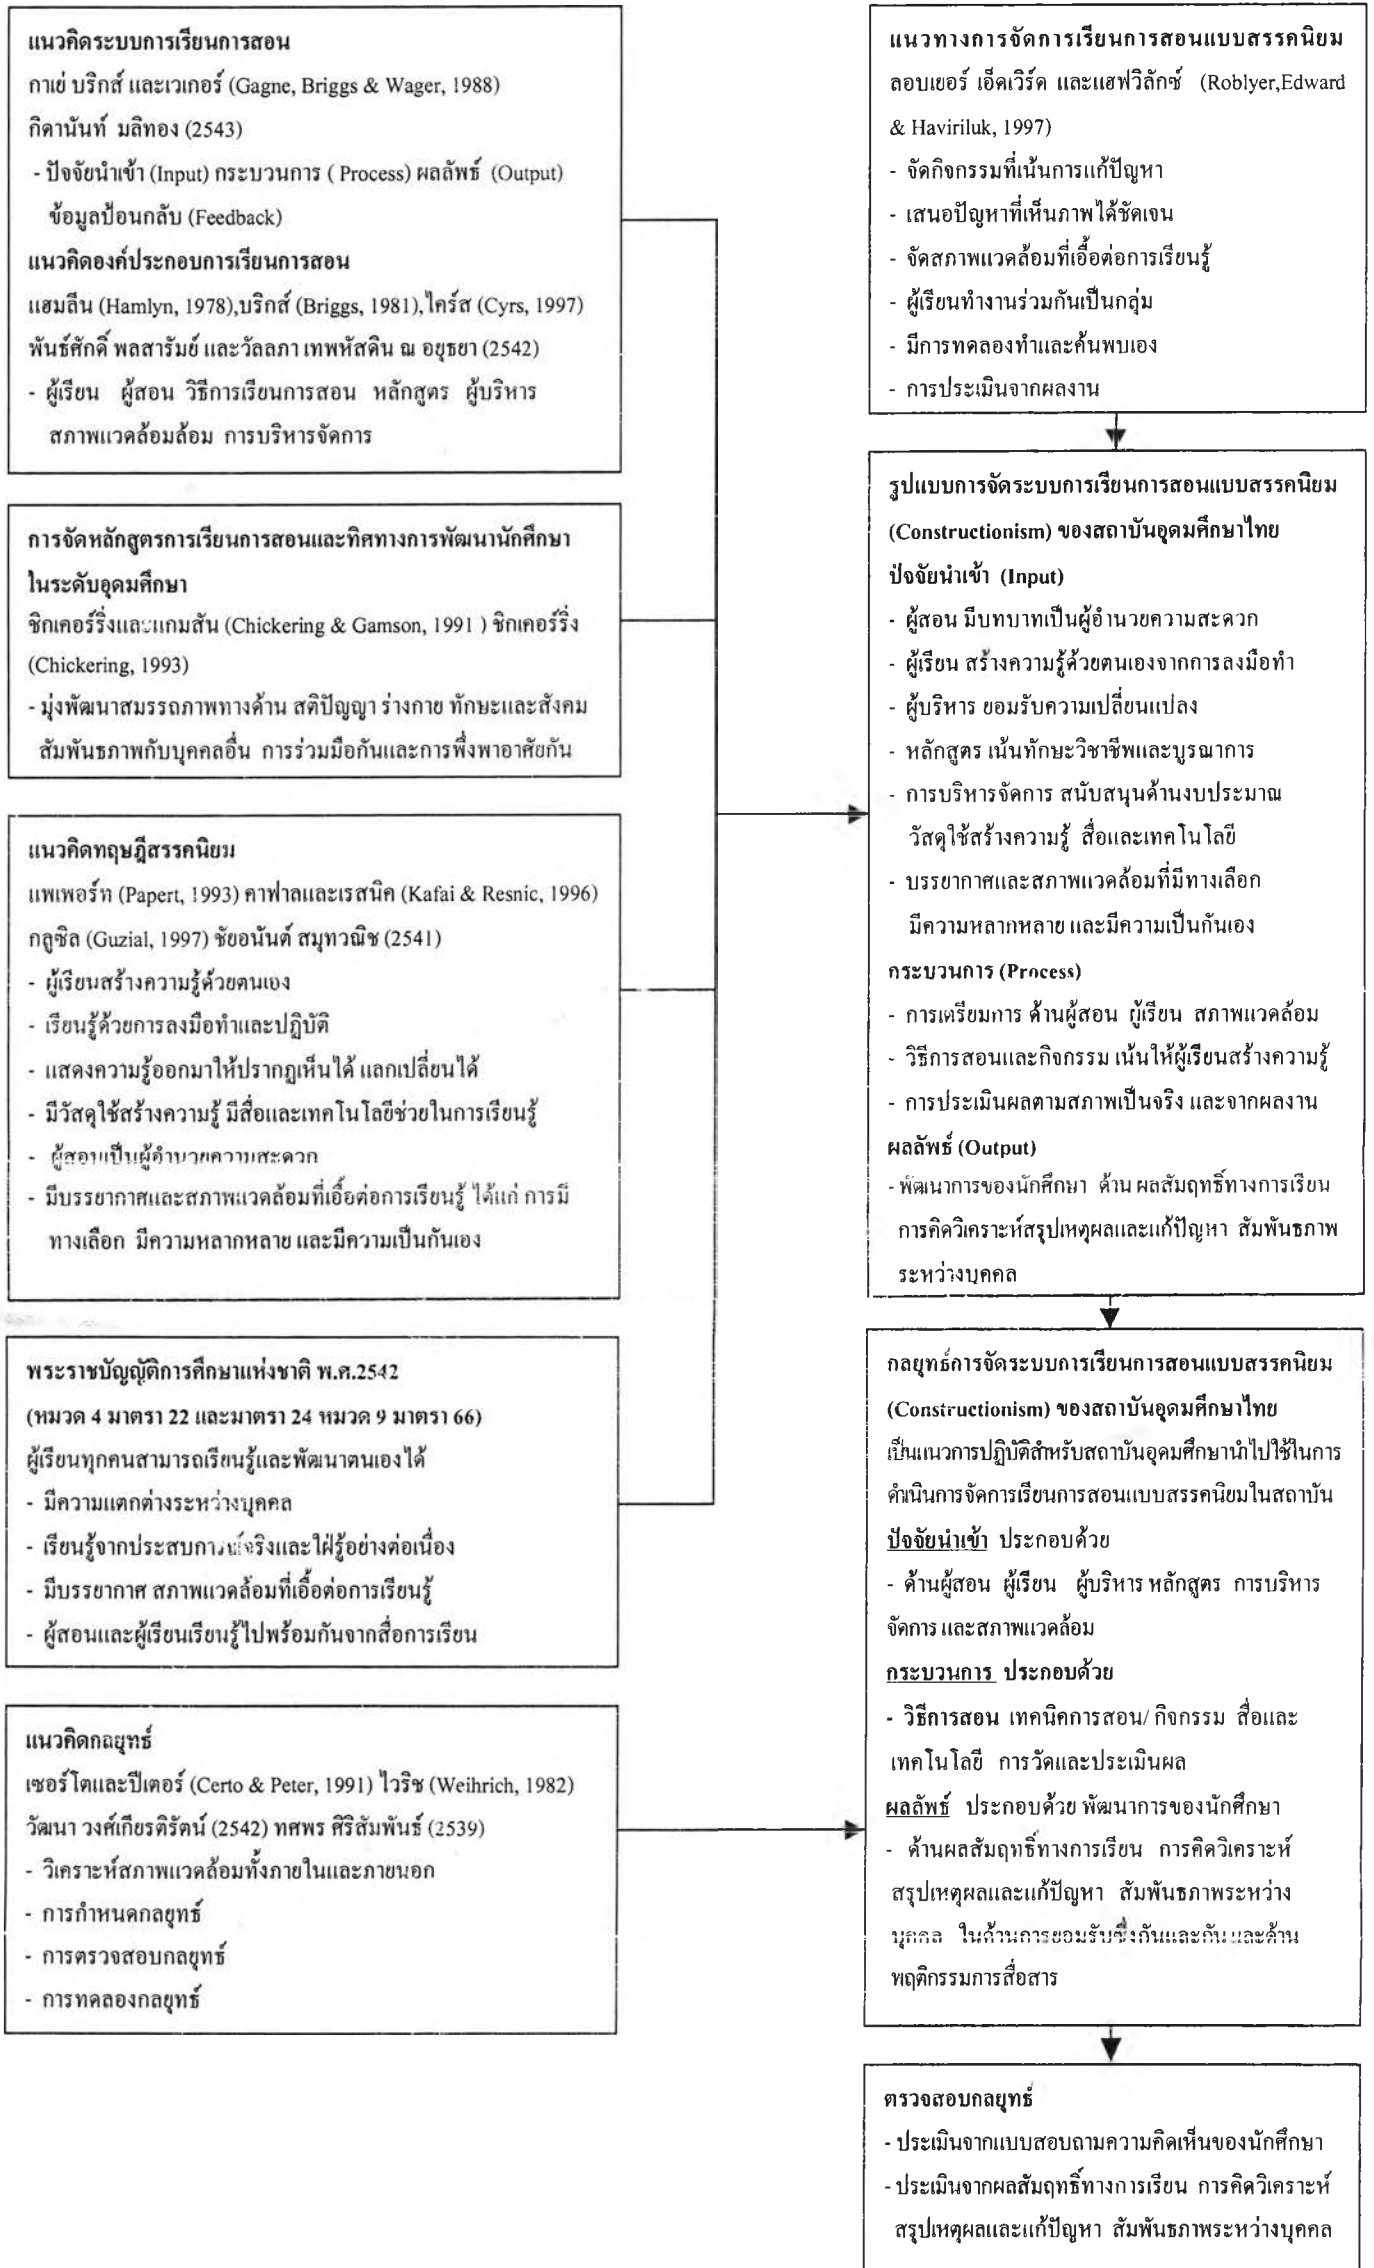 แนวคิดระบบการเรียนการสอน
กาเย่ บริกส์ และเวเกอร์ (Gagne, Briggs & Wager, 1988)
กิดานันท์ มลิทอง (2543)
- ปัจจัยนำเข้า (Input) กระบวนการ ( Process) ผลลัพธ์ (Output)
ข้อมูลป้อนกลับ (Feedback)
แนวคิดองค์ประกอบการเรียนการสอน
แฮมลีน (Hamlyn, 1978),บริกส์ (Briggs, 1981),ไคร์ส (Cyrs, 1997)
พันธ์ศักดิ์ พลสารัมย์ และวัลลภา เทพหัสดิน ณ อยุธยา (2542)
- ผู้เรียน ผู้สอน วิธีการเรียนการสอน หลักสูตร ผู้บริหาร
สภาพแวดล้อมล้อม การบริหารจัดการ
การจัดหลักสูตรการเรียนการสอนและทิศทางการพัฒนานักศึกษา
ในระดับอุดมศึกษา
ชิกเคอร์ริ่งและแกมสัน (Chickering & Gamson, 1991 ) ชิกเคอร์ริ่ง
(Chickering, 1993)
- มุ่งพัฒนาสมรรถภาพทางด้าน สติปัญญา ร่างกาย ทักษะและสังคม
สัมพันธภาพกับบุคคลอื่น การร่วมมือกันและการพึ่งพาอาศัยกัน
แนวคิดทฤษฎีสรรคนิยม
แพเพอร์ท (Papert, 1993) คาฟาลและเรสนิค (Kafai & Resnic, 1996)
กลูซิล (Guzial, 1997) ชัยอนันต์ สมุทวณิช (2541)
- ผู้เรียนสร้างความรู้ด้วยตนเอง
- เรียนรู้ด้วยการลงมือทำและปฏิบัติ
- แสดงความรู้ออกมาให้ปรากฏเห็นได้ แลกเปลี่ยนได้
- มีวัสดุใช้สร้างความรู้ มีสื่อและเทคโนโลยีช่วยในการเรียนรู้
- ผู้สอนเป็นผู้อำนวยความสะดวก
- มีบรรยากาศและสภาพแวดล้อมที่เอื้อต่อการเรียนรู้ ได้แก่ การมี
ทางเลือก มีความหลากหลาย และมีความเป็นกันเอง
พระราชบัญญัติการศึกษาแห่งชาติ พ.ศ.2542
(หมวด 4 มาตรา 22 และมาตรา 24 หมวด 9 มาตรา 66)
ผู้เรียนทุกคนสามารถเรียนรู้และพัฒนาตนเองได้
- มีความแตกต่างระหว่างบุคคล
- เรียนรู้จากประสบการณ์จริงและใฝ่รู้อย่างต่อเนื่อง
- มีบรรยากาศ สภาพแวดล้อมที่เอื้อต่อการเรียนรู้
- ผู้สอนและผู้เรียนเรียนรู้ไปพร้อมกันจากสื่อการเรียน
แนวคิดกลยุทธ์
เซอร์โตและปีเตอร์ (Certo & Peter, 1991) ไวริช (Weihrich, 1982)
วัฒนา วงศ์เกียรติรัตน์ (2542) ทศพร ศิริสัมพันธ์ (2539)
- วิเคราะห์สภาพแวดล้อมทั้งภายในและภายนอก
- การกำหนดกลยุทธ์
- การตรวจสอบกลยุทธ์
- การทดลองกลยุทธ์
แนวทางการจัดการเรียนการสอนแบบสรรคนิยม
ลอบเยอร์ เอ็ดเวิร์ด และแฮฟวิลักซ์ (Roblyer,Edward
& Haviriluk, 1997)
- จัดกิจกรรมที่เน้นการแก้ปัญหา
- เสนอปัญหาที่เห็นภาพได้ชัดเจน
- จัดสภาพแวดล้อมที่เอื้อต่อการเรียนรู้
- ผู้เรียนทำงานร่วมกันเป็นกลุ่ม
- มีการทดลองทำและค้นพบเอง
- การประเมินจากผลงาน
รูปแบบการจัดระบบการเรียนการสอนแบบสรรคนิยม
(Constructionism) ของสถาบันอุดมศึกษาไทย
ปัจจัยนำเข้า (Input)
- ผู้สอน มีบทบาทเป็นผู้อำนวยความสะดวก
- ผู้เรียน สร้างความรู้ด้วยตนเองจากการลงมือทำ
- ผู้บริหาร ยอมรับความเปลี่ยนแปลง
- หลักสูตร เน้นทักษะวิชาชีพและบูรณาการ
- การบริหารจัดการ สนับสนุนด้านงบประมาณ
วัสดุใช้สร้างความรู้ สื่อและเทคโนโลยี
- บรรยากาศและสภาพแวดล้อมที่มีทางเลือก
มีความหลากหลาย และมีความเป็นกันเอง
กระบวนการ (Process)
- การเตรียมการ ด้านผู้สอน ผู้เรียน สภาพแวดล้อม
- วิธีการสอนและกิจกรรม เน้นให้ผู้เรียนสร้างความรู้
- การประเมินผลตามสภาพเป็นจริง และจากผลงาน
ผลลัพธ์ (Output)
- พัฒนาการของนักศึกษา ด้าน ผลสัมฤทธิ์ทางการเรียน
การคิดวิเคราะห์สรุปเหตุผลและแก้ปัญหา สัมพันธภาพ
ระหว่างบุคคล
กลยุทธ์การจัดระบบการเรียนการสอนแบบสรรคนิยม
(Constructionism) ของสถาบันอุดมศึกษาไทย
เป็นแนวการปฏิบัติสำหรับสถาบันอุดมศึกษานำไปใช้ในการ
ดำเนินการจัดการเรียนการสอนแบบสรรคนิยมในสถาบัน
ปัจจัยนำเข้า ประกอบด้วย
- ด้านผู้สอน ผู้เรียน ผู้บริหาร หลักสูตร การบริหาร
จัดการ และสภาพแวดล้อม
กระบวนการ ประกอบด้วย
- วิธีการสอน เทคนิคการสอน/ กิจกรรม สื่อและ
เทคโนโลยี การวัดและประเมินผล
ผลลัพธ์ ประกอบด้วย พัฒนาการของนักศึกษา
- ด้านผลสัมฤทธิ์ทางการเรียน การคิดวิเคราะห์
สรุปเหตุผลและแก้ปัญหา สัมพันธภาพระหว่าง
บุคคล ในด้านการยอมรับซึ่งกันและกัน และด้าน
พฤติกรรมการสื่อสาร
ตรวจสอบกลยุทธ์
- ประเมินจากแบบสอบถามความคิดเห็นของนักศึกษา
- ประเมินจากผลสัมฤทธิ์ทางการเรียน การคิดวิเคราะห์
สรุปเหตุผลและแก้ปัญหา สัมพันธภาพระหว่างบุคคล